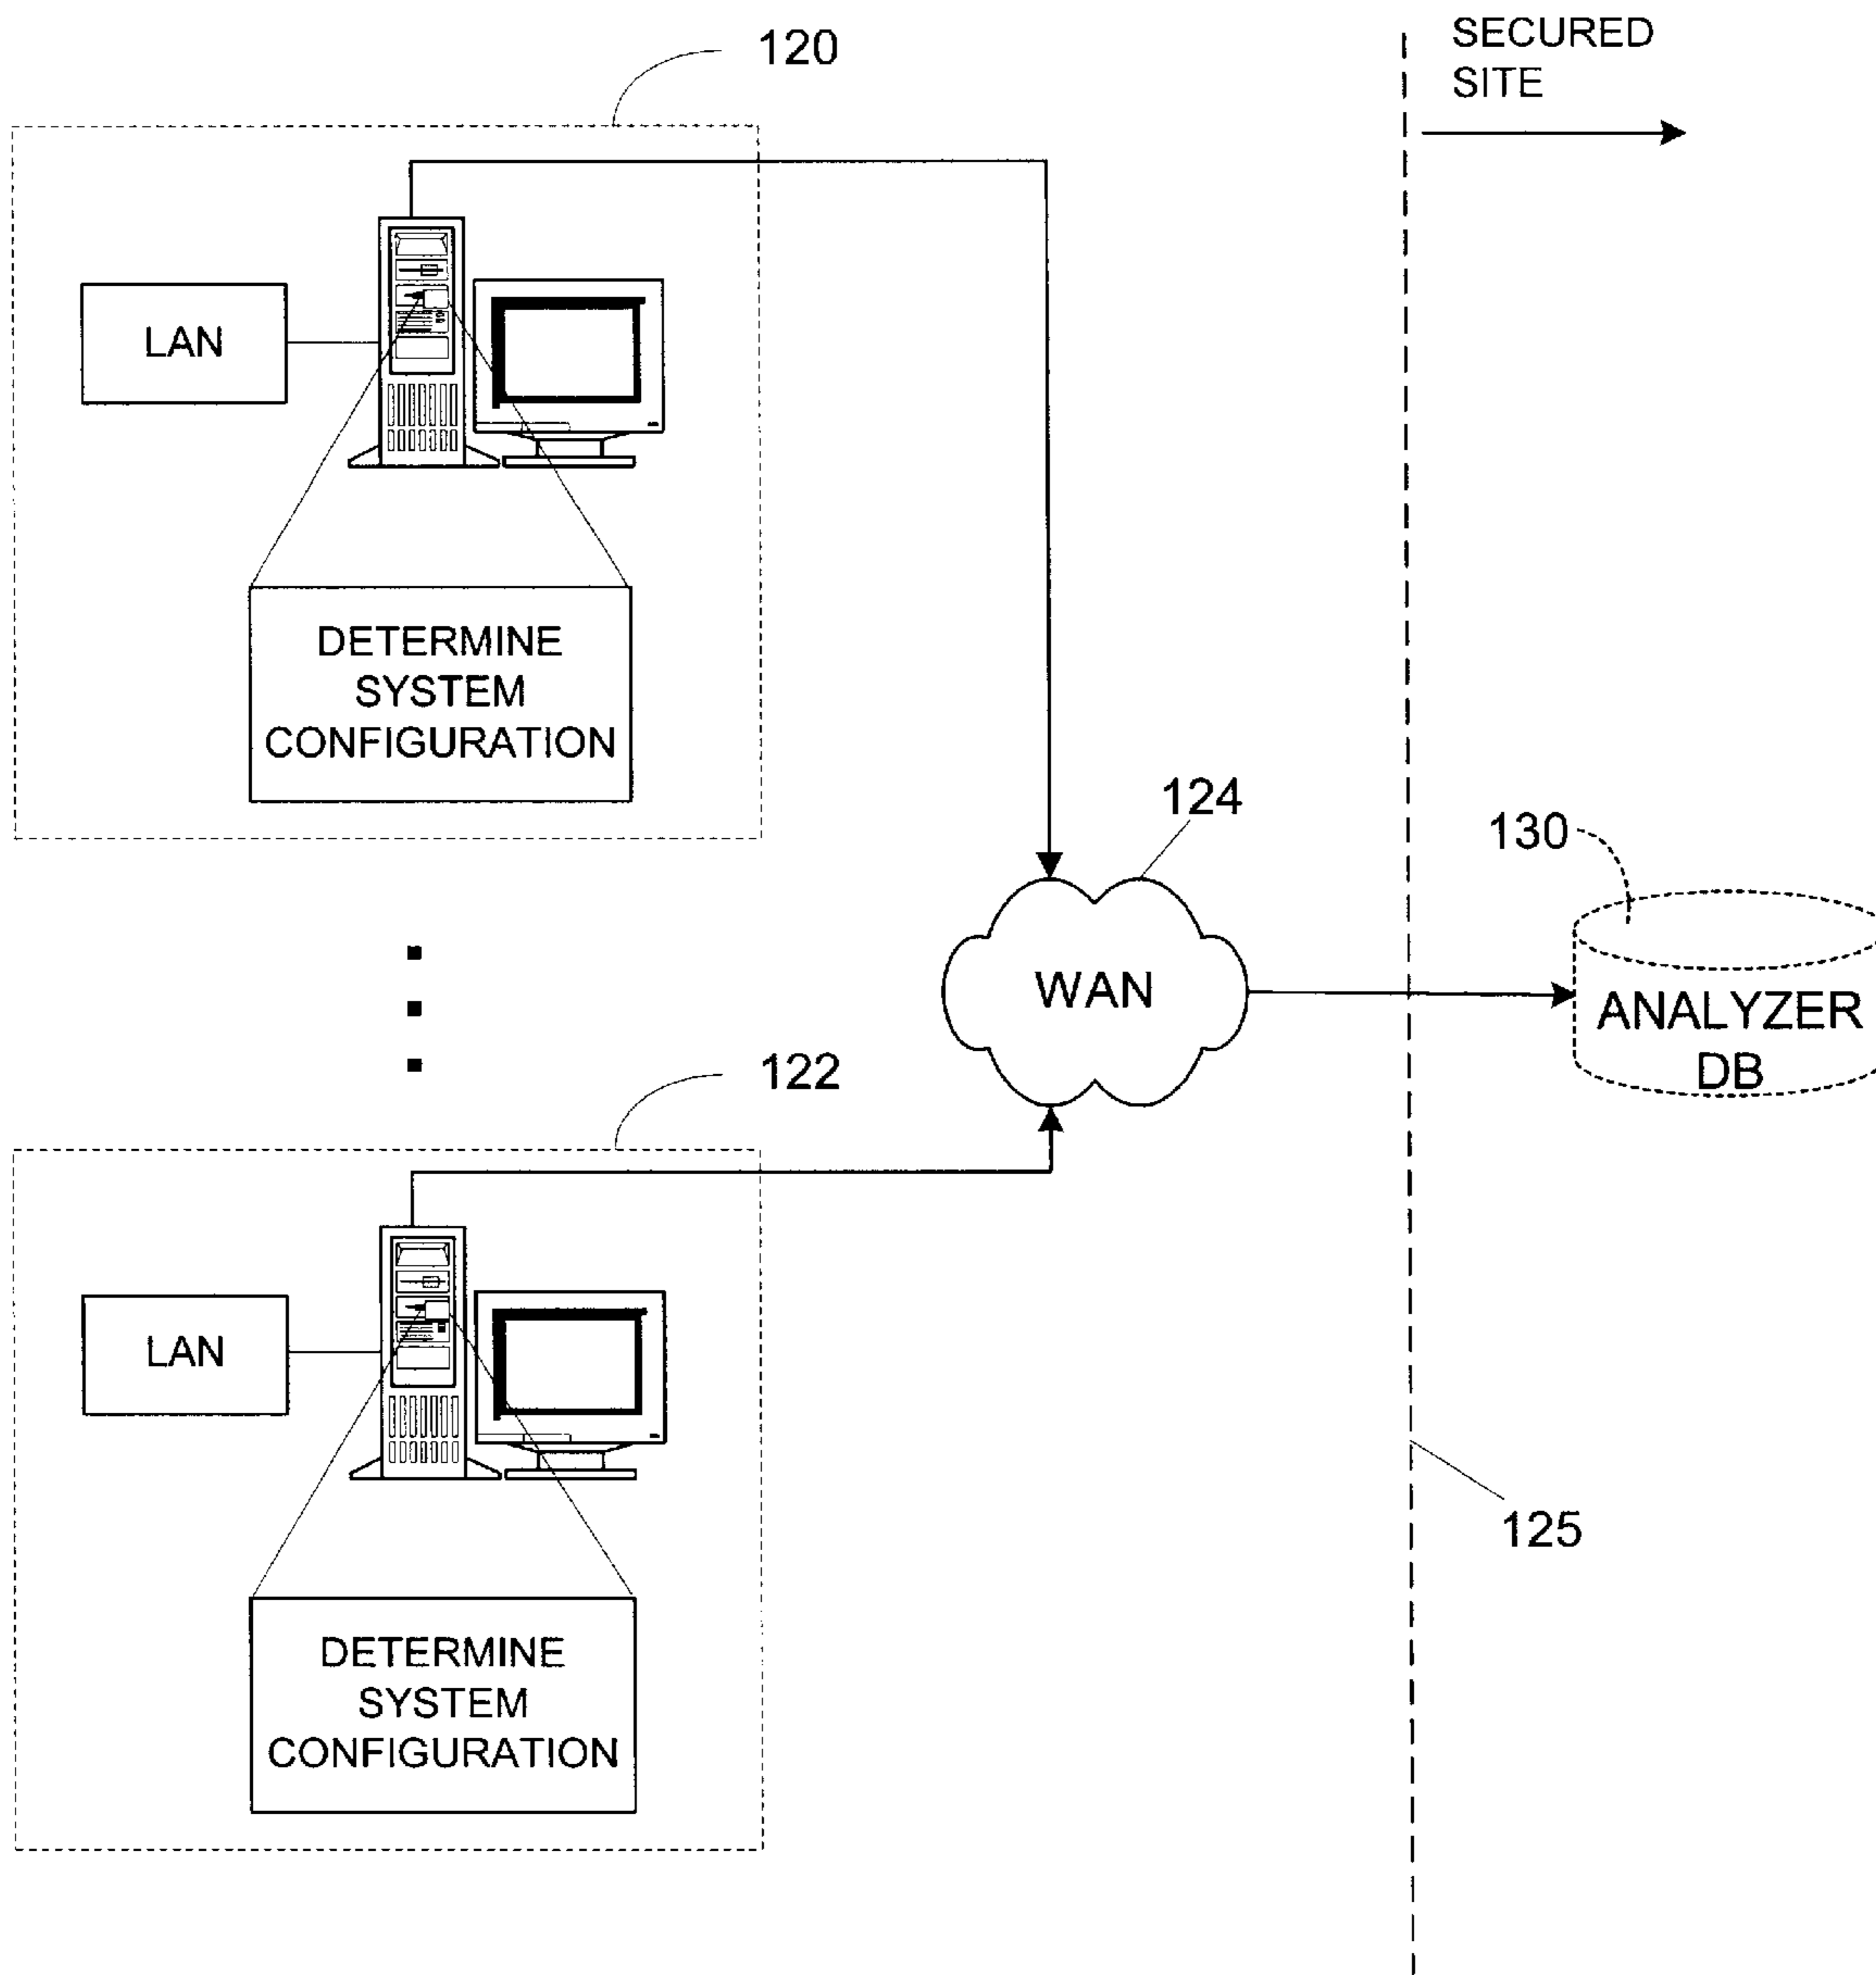 120
SECURED
SITE
LAN
DETERMINE
SYSTEM
CONFIGURATION
124
130
WAN
ANALYZER
DB
122
LAN
125
DETERMINE
SYSTEM
CONFIGURATION